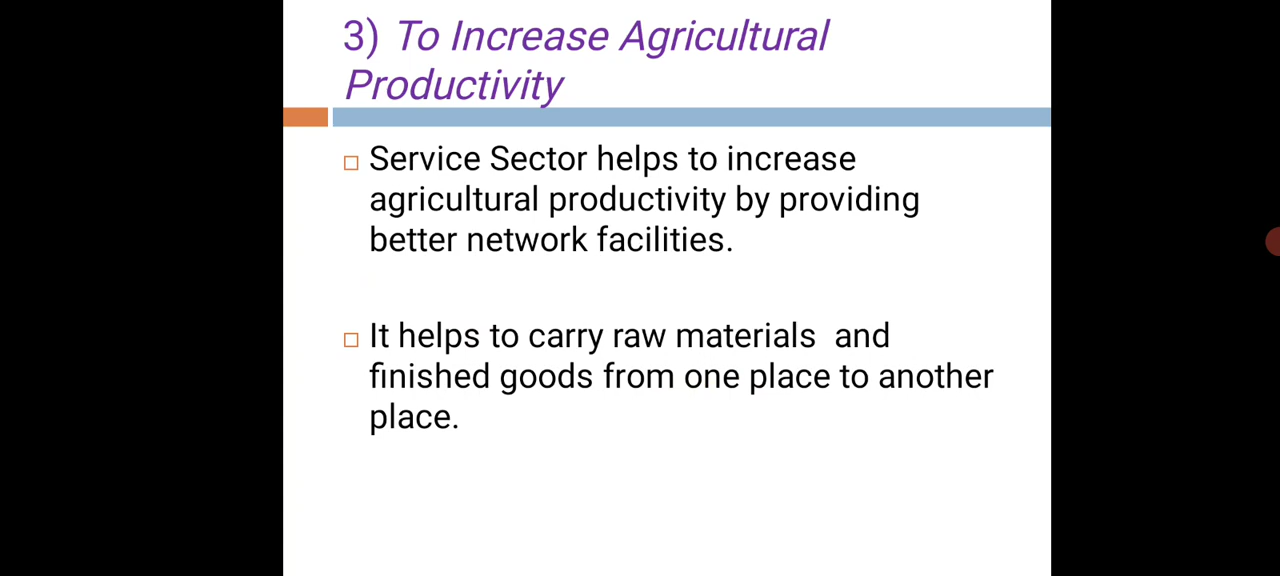 3) To Increase Agricultural
Productivity
Service Sector helps to increase
agricultural productivity by providing
better network facilities.
It helps to carry raw materials  and
finished goods from one place to another
place.